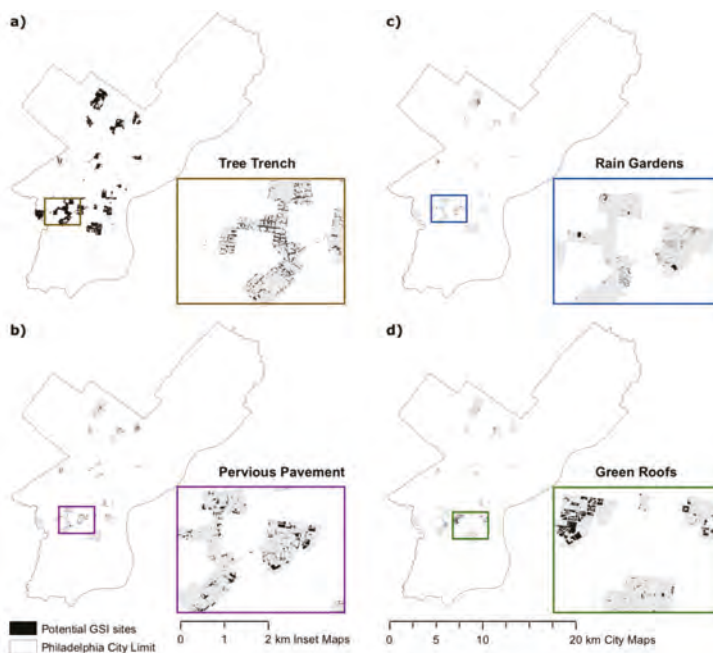 a)
c)
Tree Trench
Rain Gardens
b)
d)
Pervious Pavement
Green Roofs
Potential GSI sites
Philadelphia City Limit
0 1 2 km Inset Maps
0 5 10 20 km City Maps